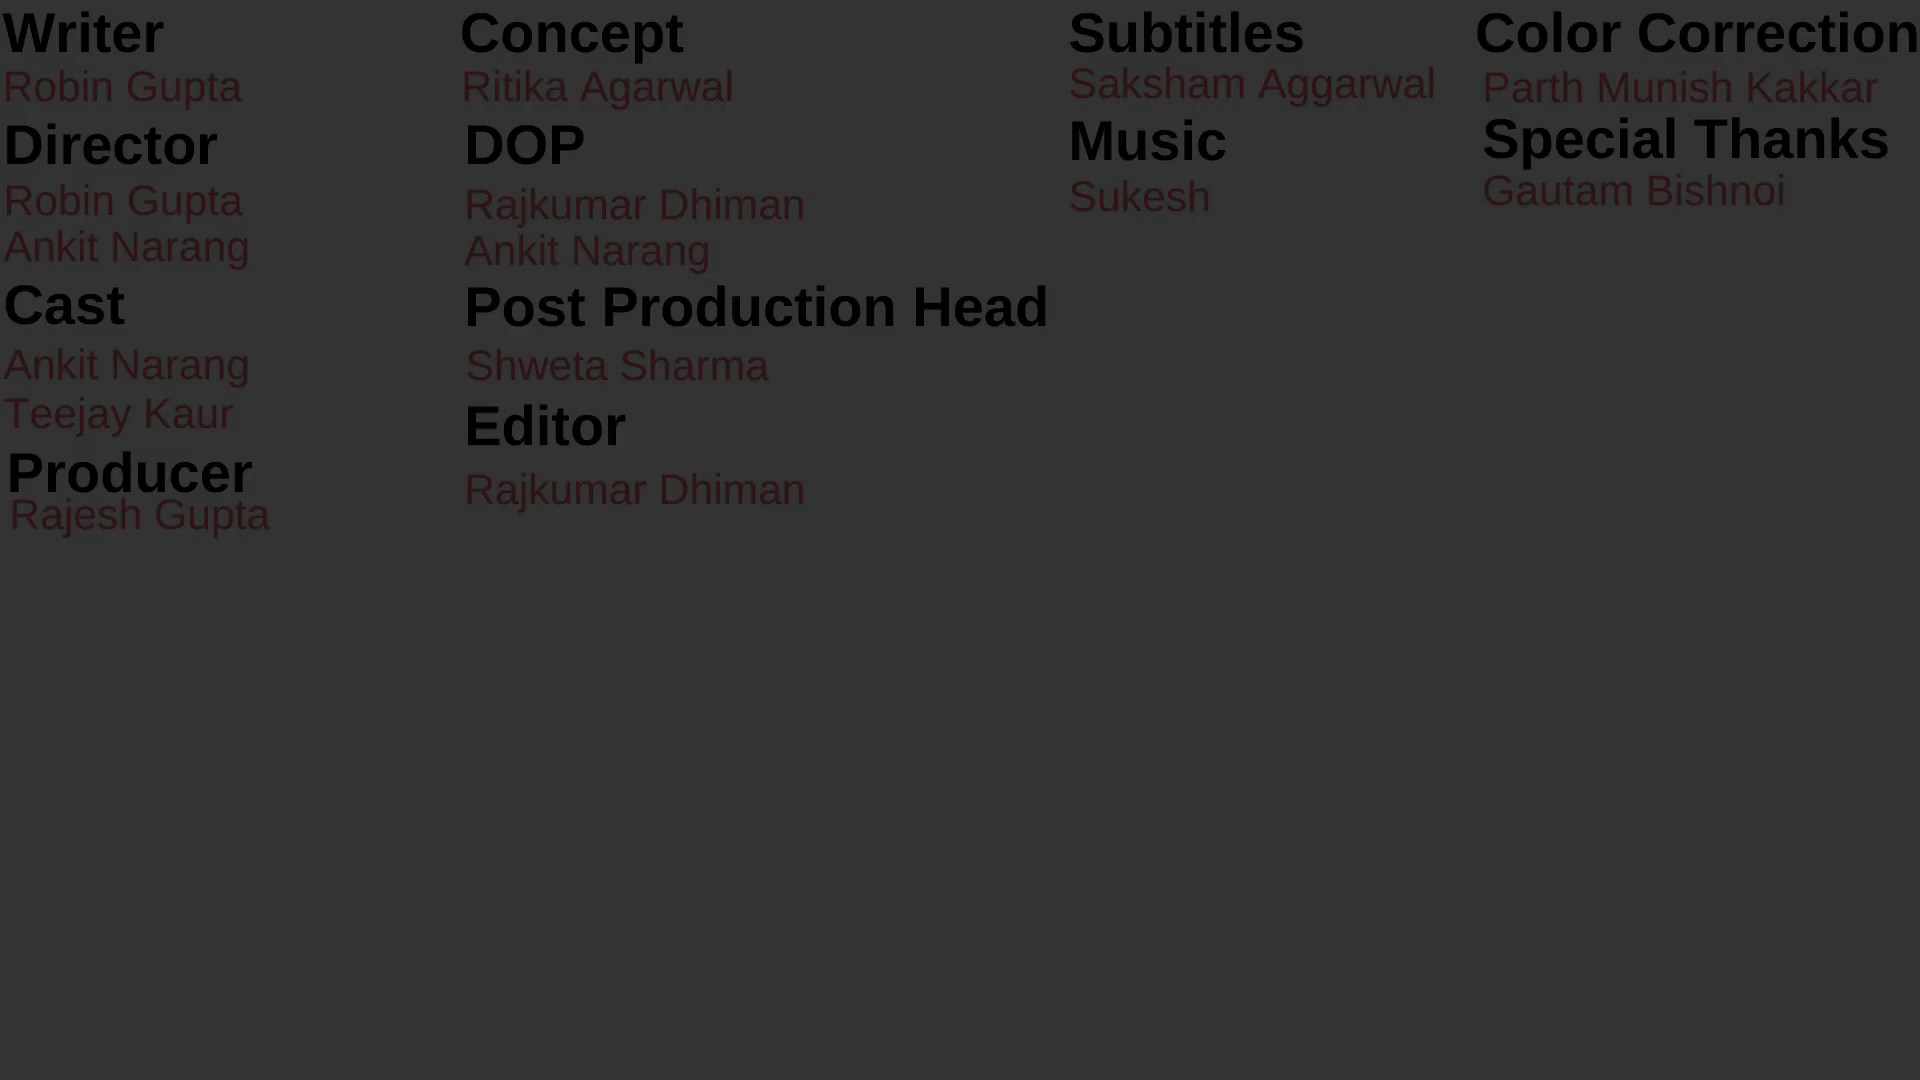 Writer
Robin Gupta
Director
Robin Gupta
Ankit Narang
Cast
Ankit Narang
Teejay Kaur
Producer
Rajesh Gupta
Concept
Ritika Agarwal
DOP
Rajkumar Dhiman
Ankit Narang
Post Production Head
Shweta Sharma
Editor
Rajkumar Dhiman
Subtitles
Saksham Aggarwal
Music
Sukesh
Color Correction
Parth Munish Kakkar
Special Thanks
Gautam Bishnoi